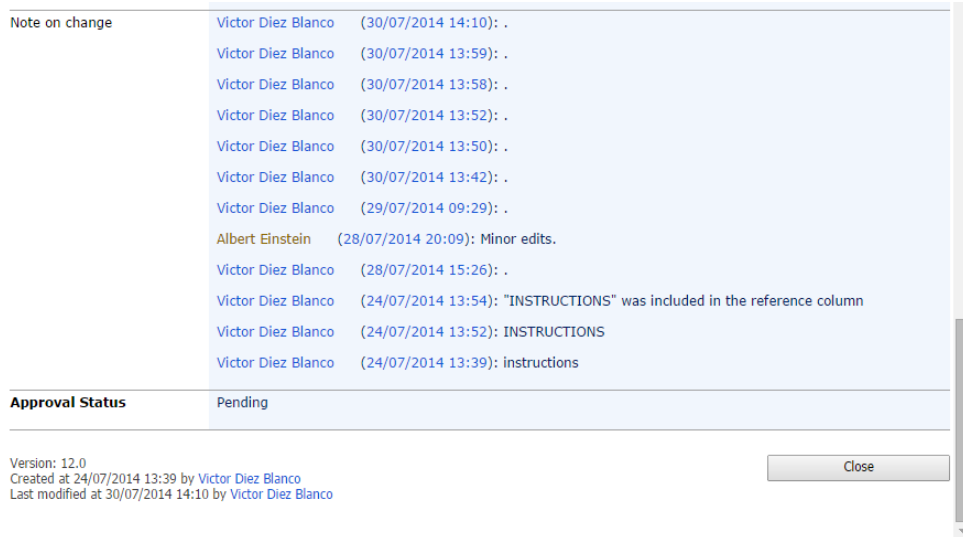 Note on change Victor Diez Blanco (30/07/2014 14:10): .
Victor Diez Blanco (30/07/2014 13:59): .
Victor Diez Blanco (30/07/2014 13:58): .
Victor Diez Blanco (30/07/2014 13:52): .
Victor Diez Blanco (30/07/2014 13:50): .
Victor Diez Blanco (30/07/2014 13:42): .
Victor Diez Blanco (29/07/2014 09:29): .
Albert Einstein (28/07/2014 20:09): Minor edits.
Victor Diez Blanco (28/07/2014 15:26): .
Victor Diez Blanco (24/07/2014 13:54): "INSTRUCTIONS" was included in the reference column
Victor Diez Blanco (24/07/2014 13:52): INSTRUCTIONS
Victor Diez Blanco (24/07/2014 13:39): instructions
Approval Status Pending
Version: 12.0
Created at 24/07/2014 13:39 by Victor Diez Blanco
Last modified at 30/07/2014 14:10 by Victor Diez Blanco
Close